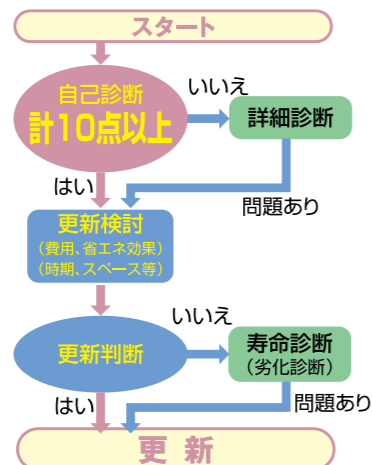 スタート
自己診断
計10点以上
いいえ
詳細診断
はい
問題あり
更新検討
(費用、省エネ効果)
(時期、スペース等)
いいえ
更新判断
寿命診断
(劣化診断)
はい
問題あり
更 新